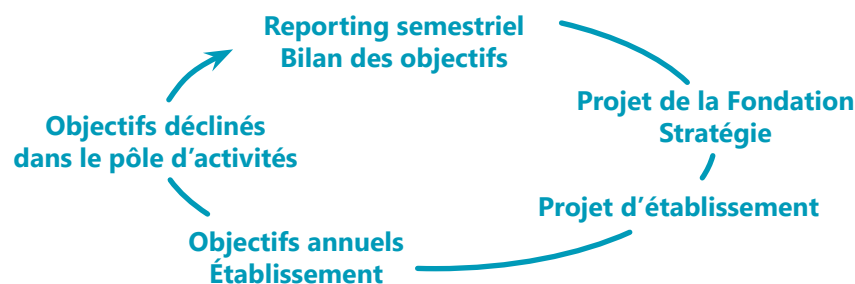 Reporting semestriel
Bilan des objectifs
Projet de la Fondation
Stratégie
Projet d’établissement
Objectifs annuels
Établissement
Objectifs déclinés
dans le pôle d’activités